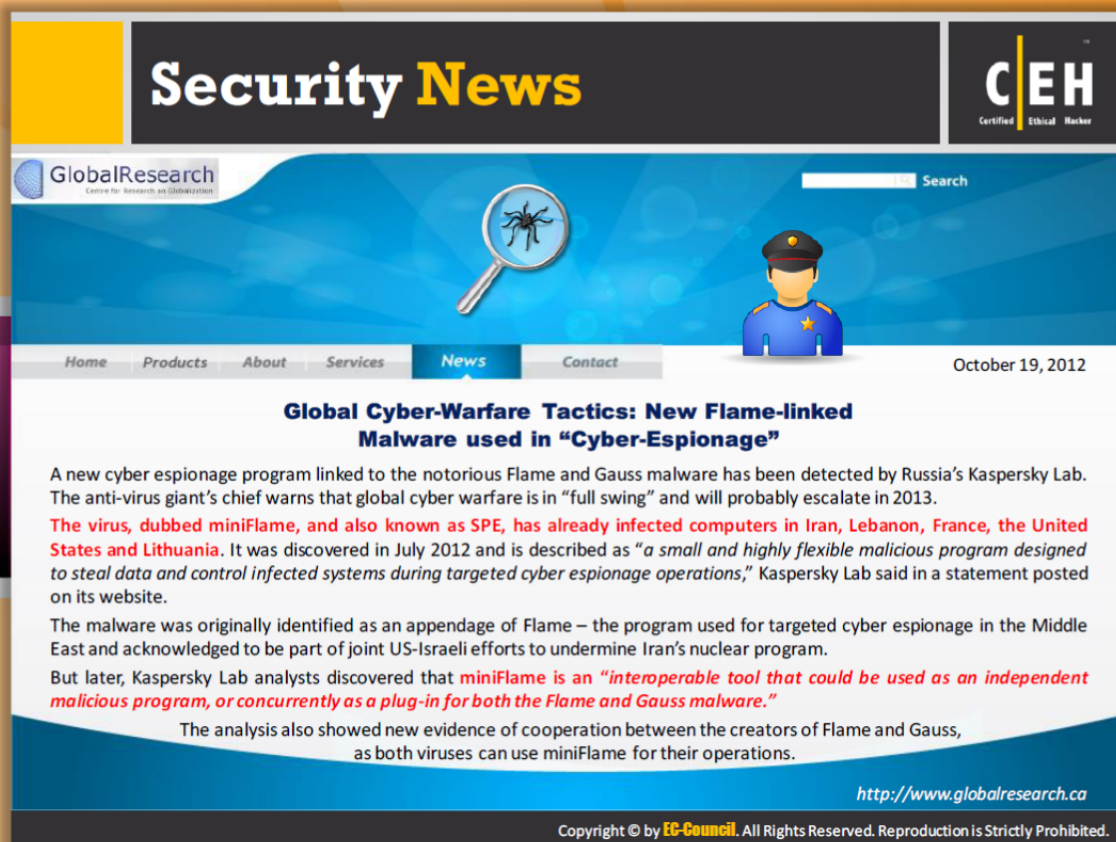 Security News
C EH
TM
Certified Ethical Hacker
GlobalResearch
Centre for Research on Globalization
Search
Home Products About Services News Contact
October 19, 2012
Global Cyber-Warfare Tactics: New Flame-linked
Malware used in “Cyber-Espionage”
A new cyber espionage program linked to the notorious Flame and Gauss malware has been detected by Russia’s Kaspersky Lab.
The anti-virus giant’s chief warns that global cyber warfare is in “full swing” and will probably escalate in 2013.
The virus, dubbed miniFlame, and also known as SPE, has already infected computers in Iran, Lebanon, France, the United
States and Lithuania. It was discovered in July 2012 and is described as “a small and highly flexible malicious program designed
to steal data and control infected systems during targeted cyber espionage operations,” Kaspersky Lab said in a statement posted
on its website.
The malware was originally identified as an appendage of Flame – the program used for targeted cyber espionage in the Middle
East and acknowledged to be part of joint US-Israeli efforts to undermine Iran’s nuclear program.
But later, Kaspersky Lab analysts discovered that miniFlame is an “interoperable tool that could be used as an independent
malicious program, or concurrently as a plug-in for both the Flame and Gauss malware.”
The analysis also showed new evidence of cooperation between the creators of Flame and Gauss,
as both viruses can use miniFlame for their operations.
http://www.globalresearch.ca
Copyright © by EC-Council. All Rights Reserved. Reproduction is Strictly Prohibited.